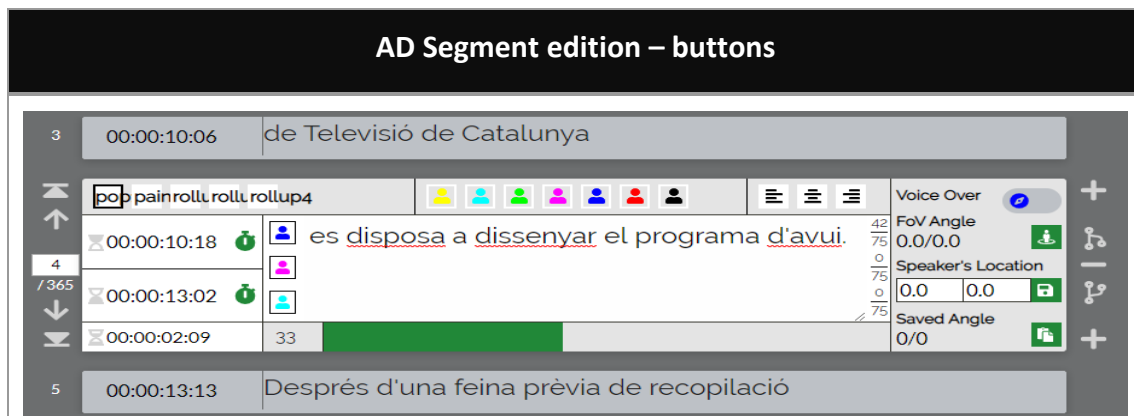 AD Segment edition – buttons
3 00:00:10:06 de Televisió de Catalunya
pop pain rollu rollu rollup4
Voice Over
00:00:10:18 es disposa a dissenyar el programa d'avui. 42
75
FoV Angle
0.0/0.0
0
75
Speaker's Location
4
/365
00:00:13:02
0
75
0.0 0.0
Saved Angle
0/0
00:00:02:09 33
5 00:00:13:13 Després d'una feina prèvia de recopilació